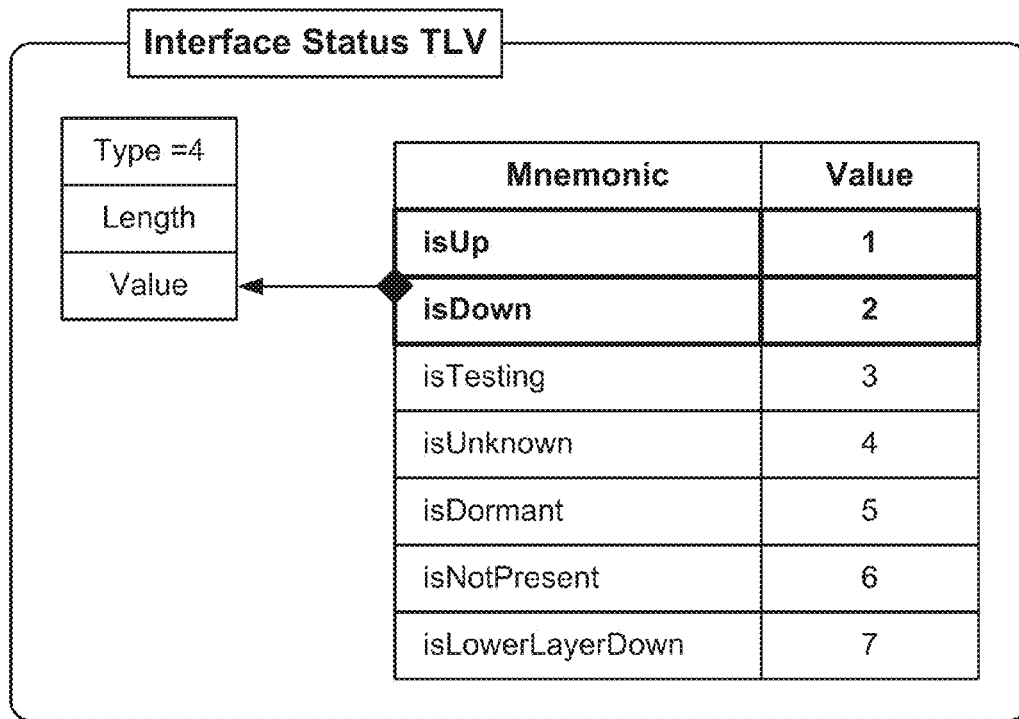 Interface Status TLV
Type =4
Length
Value
Mnemonic Value
isUp 1
isDown 2
isTesting 3
isUnknown 4
isDormant 5
isNotPresent 6
isLowerLayerDown 7